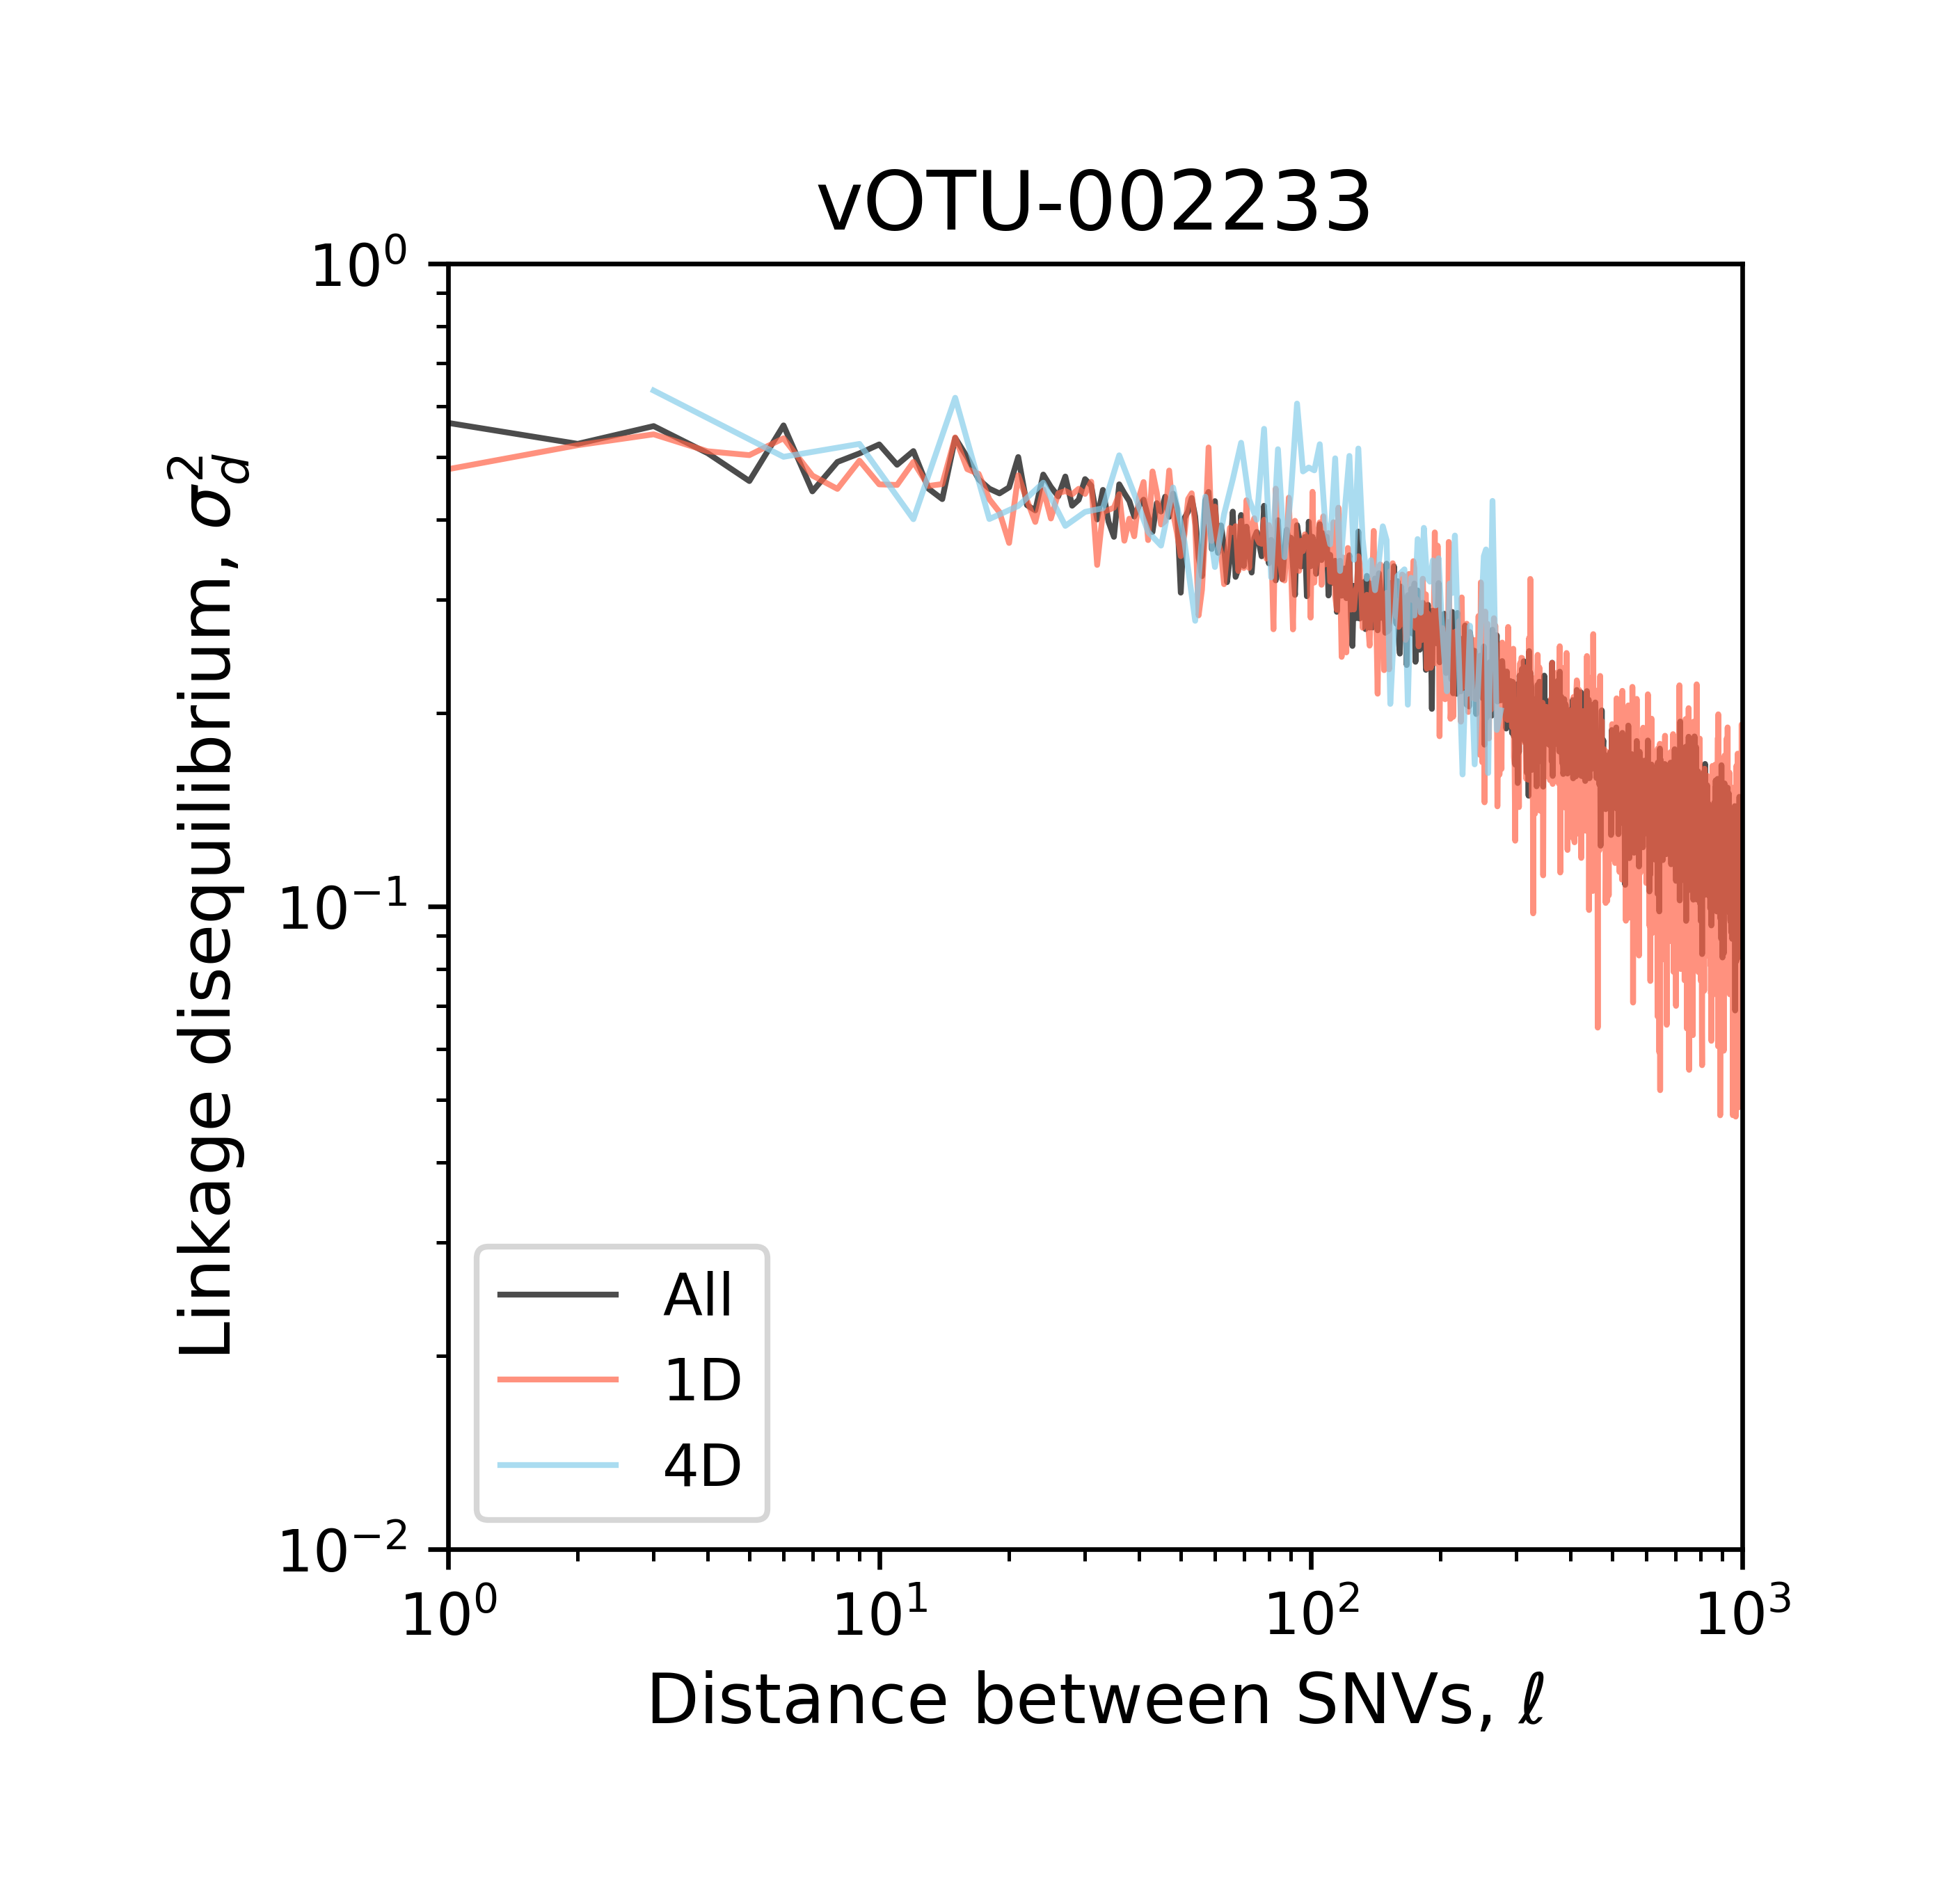 vOTU-002233
Linkage disequilibrium, σ_d^2
10^0
10^-1
10^-2
All
1D
4D
10^0 10^1 10^2 10^3
Distance between SNVs, ℓ